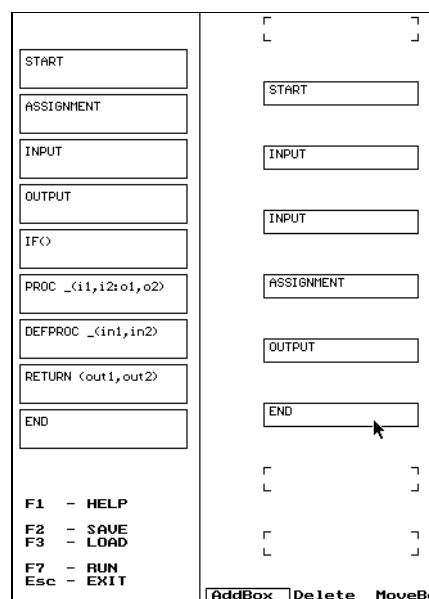 START
ASSIGNMENT
INPUT
OUTPUT
IF()
PROC _(i1,i2:o1,o2)
DEFPROC _(in1,in2)
RETURN (out1,out2)
END
F1 - HELP
F2 - SAVE
F3 - LOAD
F7 - RUN
Esc - EXIT
START
INPUT
INPUT
ASSIGNMENT
OUTPUT
END
AddBox Delete MoveBo